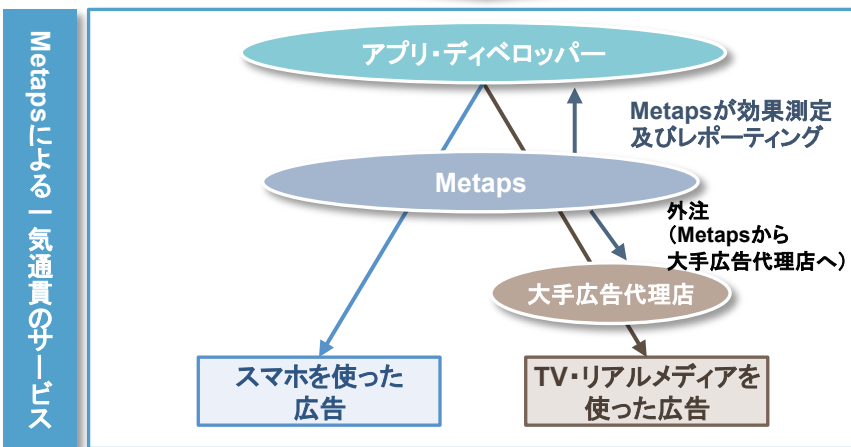 Metapsによる一気通貫のサービス
アプリ・ディベロッパー
Metapsが効果測定
及びレポーティング
Metaps
外注
（Metapsから
大手広告代理店へ）
大手広告代理店
スマホを使った
広告
TV・リアルメディアを
使った広告